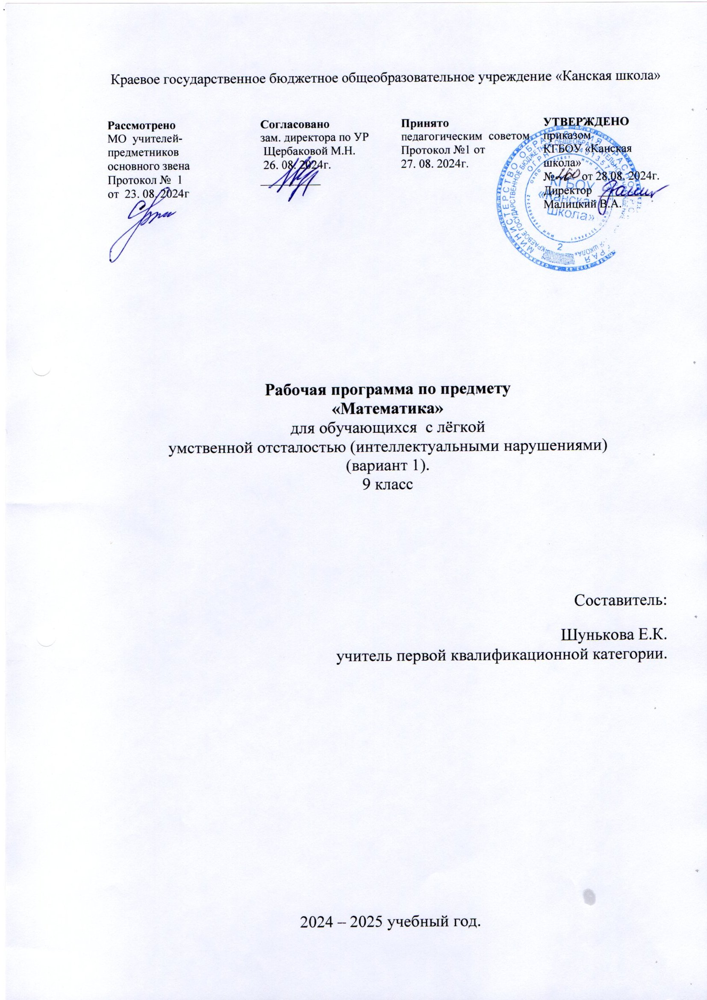 Краевое государственное бюджетное общеобразовательное учреждение «Канская школа»
Рассмотрено
МО учителей-
предметников
основного звена
Протокол № 1
от 23. 08. 2024г
Согласовано
зам. директора по УР
Щербаковой М.Н.
26. 08. 2024г.
Принято
педагогическим советом
Протокол №1 от
27. 08. 2024г.
УТВЕРЖДЕНО
приказом
КГБОУ «Канская
школа»
№ 260 от 28.08. 2024г.
Директор
Малицкий В.А.
КГБОУ
«Канская
школа»
2
Рабочая программа по предмету
«Математика»
для обучающихся с лёгкой
умственной отсталостью (интеллектуальными нарушениями)
(вариант 1).
9 класс
Составитель:
Шунькова Е.К.
учитель первой квалификационной категории.
2024 – 2025 учебный год.